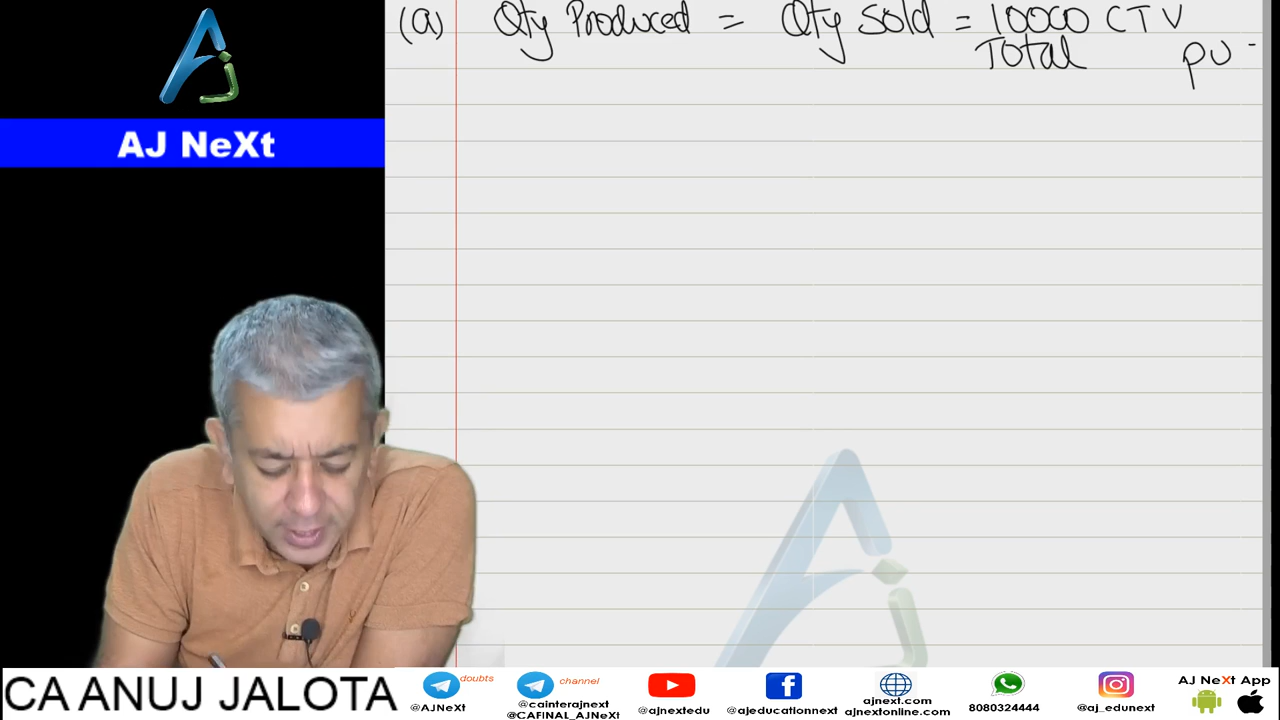 (a) Qty Produced = Qty Sold = 10000 CTV
Total PU
AJ NeXt
CA ANUJ JALOTA
doubts
@AJNeXt
channel
@cainterajnext
@CAFINAL_AJNeXt
@ajnextedu
@ajeducationnext
ajnext.com
ajnextonline.com
8080324444
@aj_edunext
AJ NeXt App